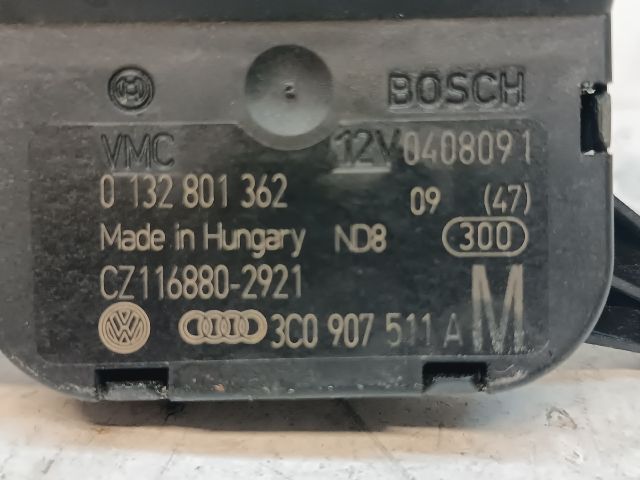 BOSCH
VMC 12V 0408091
0 132 801 362 09 (47)
Made in Hungary ND8 300
CZ116880-2921
VW 3C0 907 511 A M